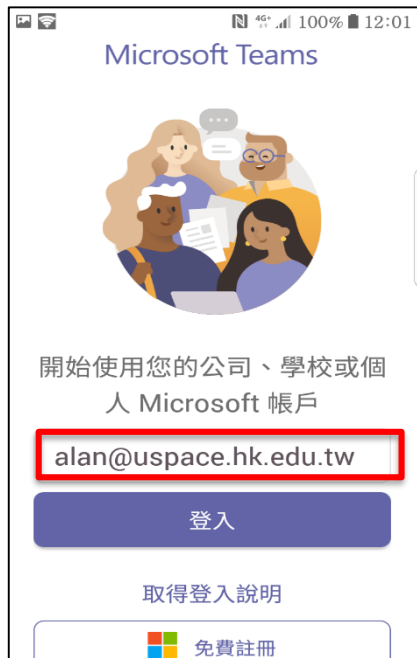 4G+ 100% 12:01
Microsoft Teams
開始使用您的公司、學校或個
人 Microsoft 帳戶
alan@uspace.hk.edu.tw
登入
取得登入說明
免費註冊